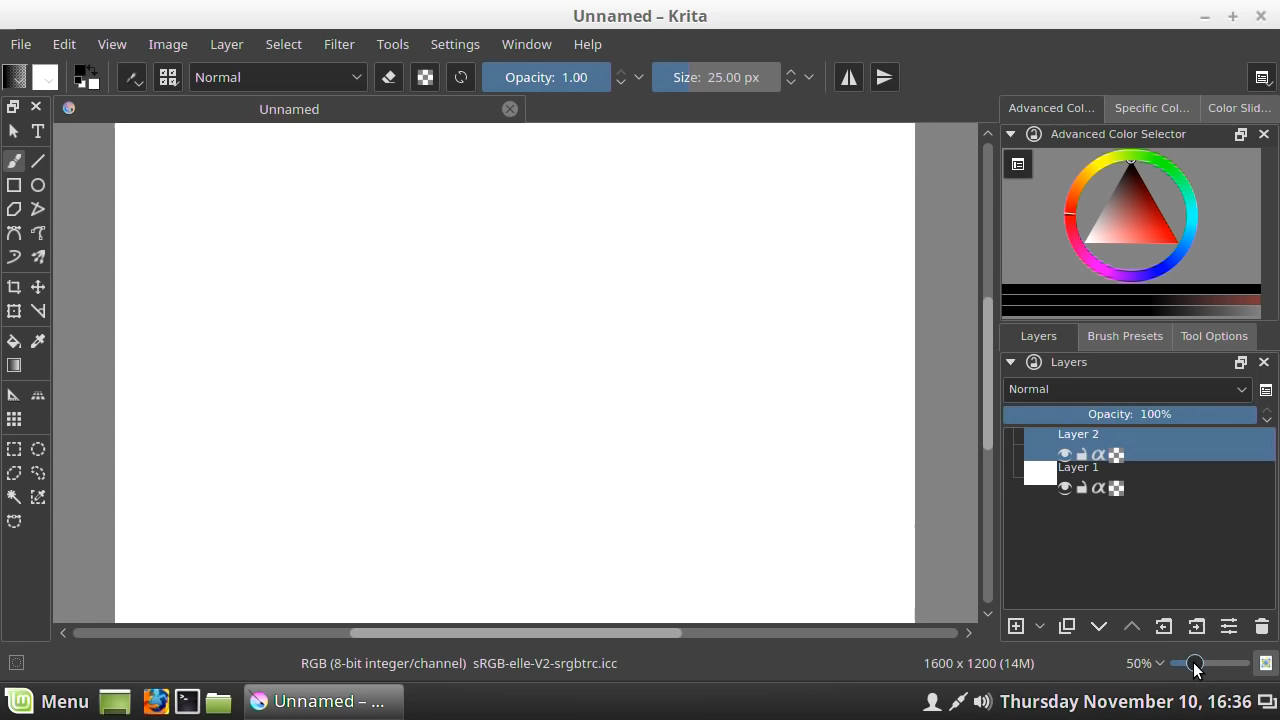 Unnamed – Krita
File Edit View Image Layer Select Filter Tools Settings Window Help
Normal Opacity: 1.00 Size: 25.00 px
Unnamed
Advanced Col... Specific Col... Color Slid...
Advanced Color Selector
Layers Brush Presets Tool Options
Layers
Normal
Opacity: 100%
Layer 2
Layer 1
RGB (8-bit integer/channel) sRGB-elle-V2-srgbtrc.icc 1600 x 1200 (14M) 50%
Menu Unnamed – ... Thursday November 10, 16:36